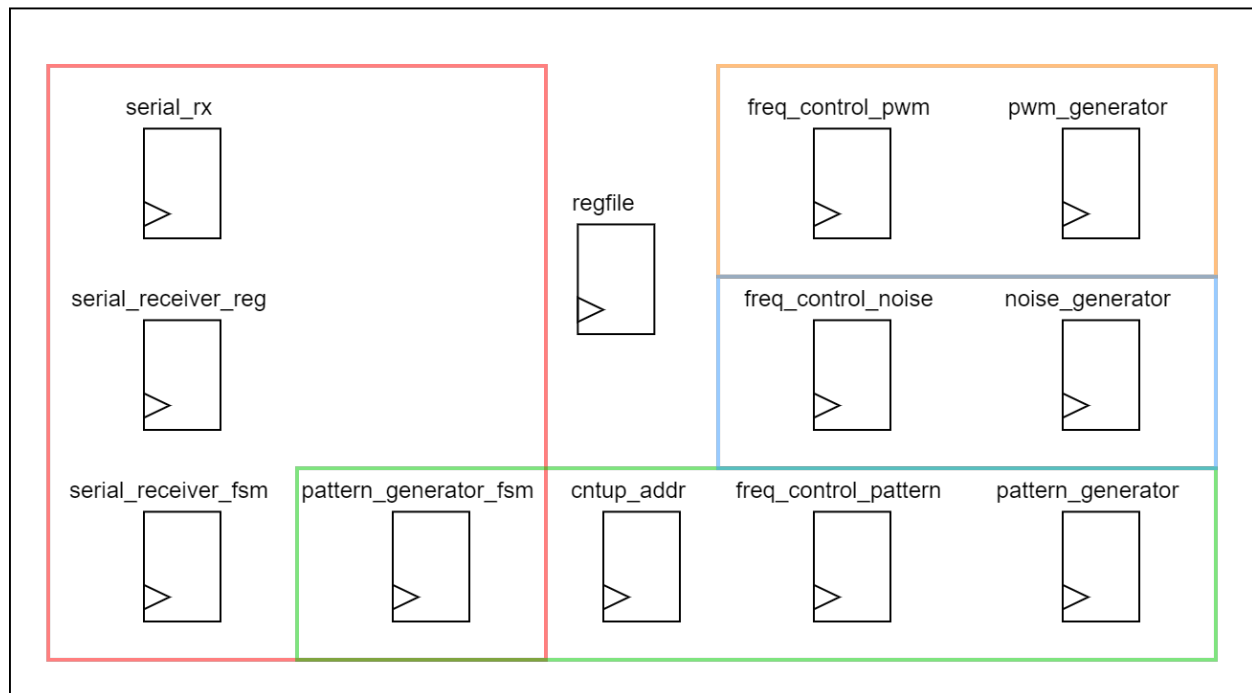 serial_rx
freq_control_pwm
pwm_generator
regfile
serial_receiver_reg
freq_control_noise
noise_generator
serial_receiver_fsm
pattern_generator_fsm
cntup_addr
freq_control_pattern
pattern_generator